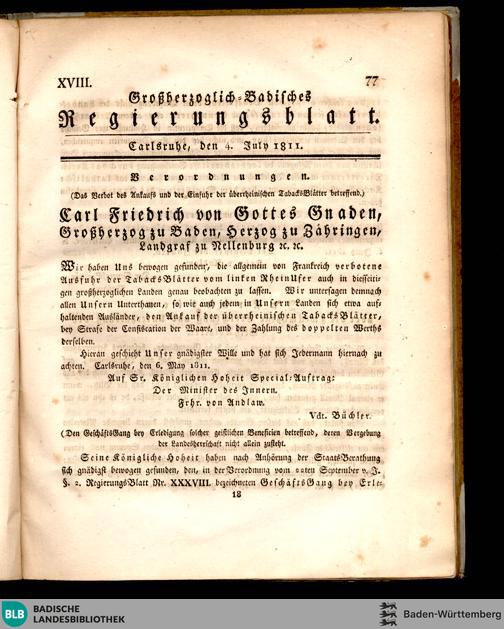 XVIII. 77
Großherzoglich-Badisches
Regierungsblatt.
Carlsruhe, den 4. July 1811.
Verordnungen.
(Das Verbot des Ankaufs und der Einfuhr der überrheinischen TabacksBlätter betreffend.)
Carl Friedrich von Gottes Gnaden,
Großherzog zu Baden, Herzog zu Zähringen,
Landgraf zu Nellenburg ꝛc. ꝛc.
Wir haben Uns bewogen gefunden, die allgemein von Frankreich verbotene
Ausfuhr der TabacksBlätter vom linken RheinUfer auch in diesseiti-
gen großherzoglichen Landen genau beobachten zu lassen. Wir untersagen demnach
allen Unsern Unterthanen, so wie auch jedem in Unsern Landen sich etwa auf-
haltenden Ausländer, den Ankauf der überrheinischen TabacksBlätter,
bey Strafe der Confiscation der Waare, und der Zahlung des doppelten Werths
derselben.
Hieran geschieht Unser gnädigster Wille und hat sich Jedermann hiernach zu
achten. Carlsruhe, den 6. May 1811.
Auf Sr. Königlichen Hoheit Special-Auftrag:
Der Minister des Innern.
Frhr. von Andlaw.
Vdt. Büchler.
(Den GeschäftsGang bey Erledigung solcher geistlichen Beneficien betreffend, deren Vergebung
der Landesherrschaft nicht allein zusteht.
Seine Königliche Hoheit haben nach Anhörung der StaatsBerathung
sich gnädigst bewogen gefunden, den, in der Verordnung vom September v. J.
§. 2. RegierungsBlatt Nr. XXXVIII. bezeichneten GeschäftsGang bey Erle-
18
BLB BADISCHE
LANDESBIBLIOTHEK
Baden-Württemberg